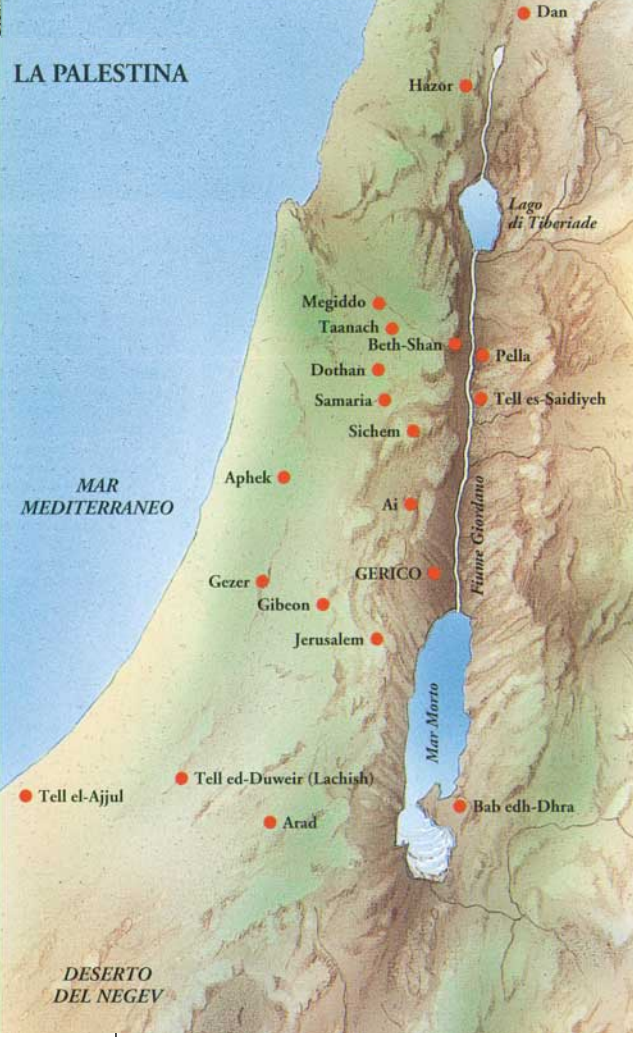 Dan
LA PALESTINA
Hazor
Lago
di Tiberiade
Megiddo
Taanach
Beth-Shan
Pella
Dothan
Samaria
Tell es-Saidiyeh
Sichem
Aphek
MAR
MEDITERRANEO
Ai
Fiume Giordano
GERICO
Gezer
Gibeon
Jerusalem
Mar Morto
Tell ed-Duweir (Lachish)
Tell el-Ajjul
Bab edh-Dhra
Arad
DESERTO
DEL NEGEV